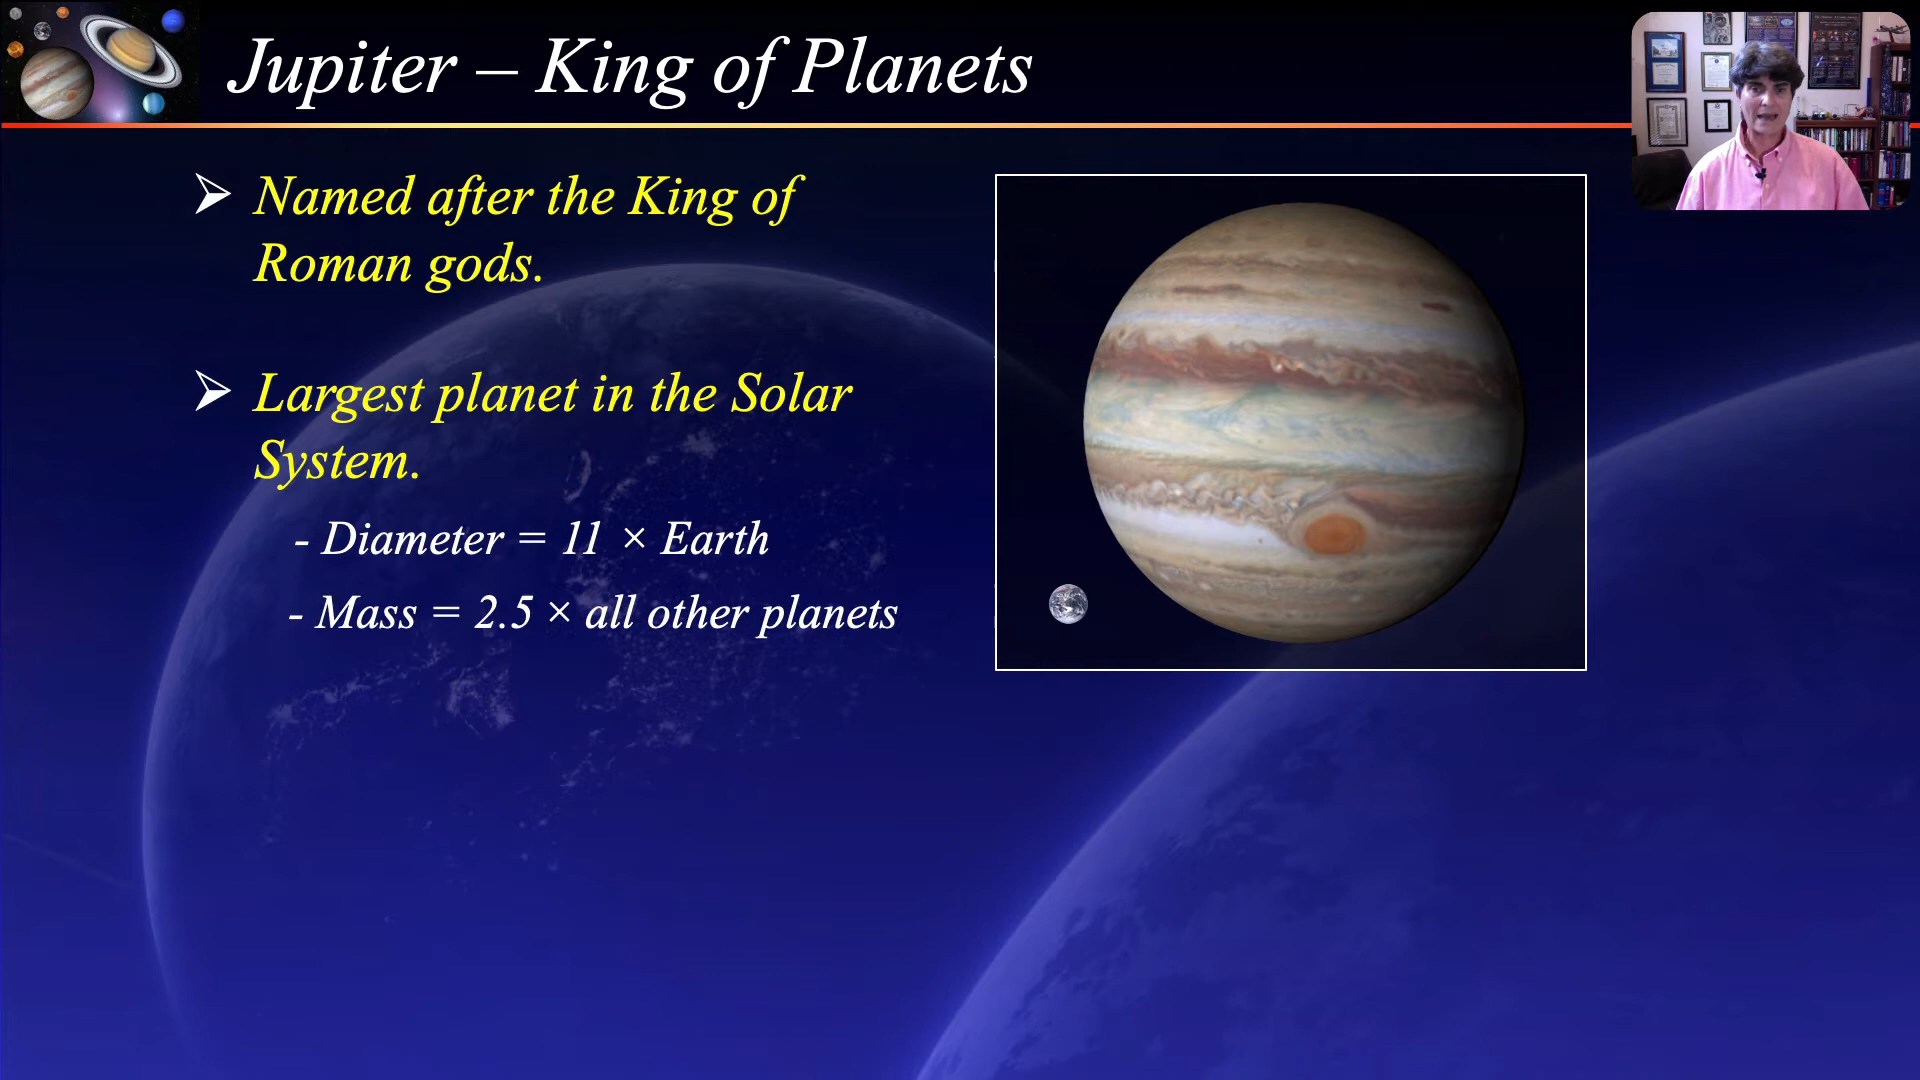 Jupiter – King of Planets
➢ Named after the King of
Roman gods.
➢ Largest planet in the Solar
System.
- Diameter = 11 × Earth
- Mass = 2.5 × all other planets